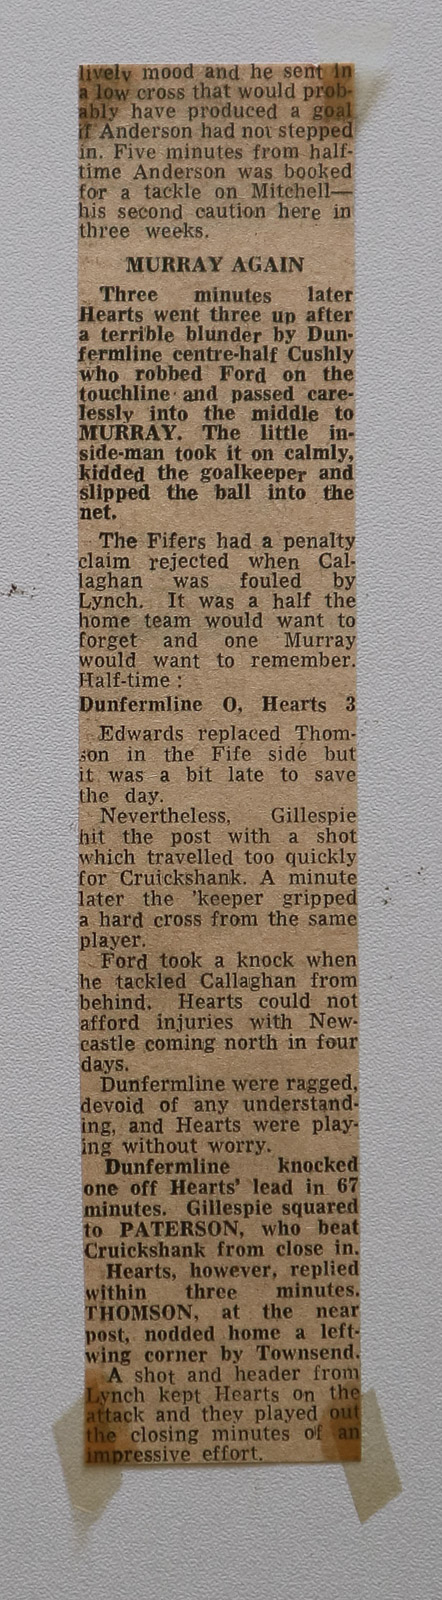 lively mood and he sent in
a low cross that would prob-
ably have produced a goal
if Anderson had not stepped
in. Five minutes from half-
time Anderson was booked
for a tackle on Mitchell—
his second caution here in
three weeks.
MURRAY AGAIN
Three minutes later
Hearts went three up after
a terrible blunder by Dun-
fermline centre-half Cushly
who robbed Ford on the
touchline and passed care-
lessly into the middle to
MURRAY. The little in-
side-man took it on calmly,
kidded the goalkeeper and
slipped the ball into the
net.
The Fifers had a penalty
claim rejected when Cal-
laghan was fouled by
Lynch. It was a half the
home team would want to
forget and one Murray
would want to remember.
Half-time :
Dunfermline 0, Hearts 3
Edwards replaced Thom-
son in the Fife side but
it was a bit late to save
the day.
Nevertheless, Gillespie
hit the post with a shot
which travelled too quickly
for Cruickshank. A minute
later the 'keeper gripped
a hard cross from the same
player.
Ford took a knock when
he tackled Callaghan from
behind. Hearts could not
afford injuries with New-
castle coming north in four
days.
Dunfermline were ragged,
devoid of any understand-
ing, and Hearts were play-
ing without worry.
Dunfermline knocked
one off Hearts' lead in 67
minutes. Gillespie squared
to PATERSON, who beat
Cruickshank from close in.
Hearts, however, replied
within three minutes.
THOMSON, at the near
post, nodded home a left-
wing corner by Townsend.
A shot and header from
Lynch kept Hearts on the
attack and they played out
the closing minutes of an
impressive effort.